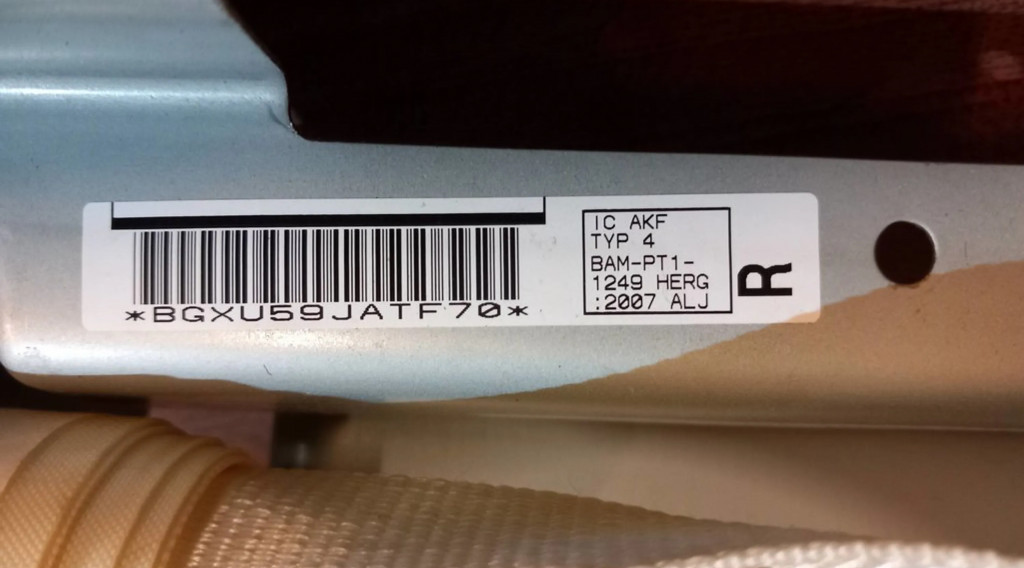 *BGXU59JATF70*
IC AKF
TYP 4
BAM-PT1-
1249 HERG
:2007 ALJ
R